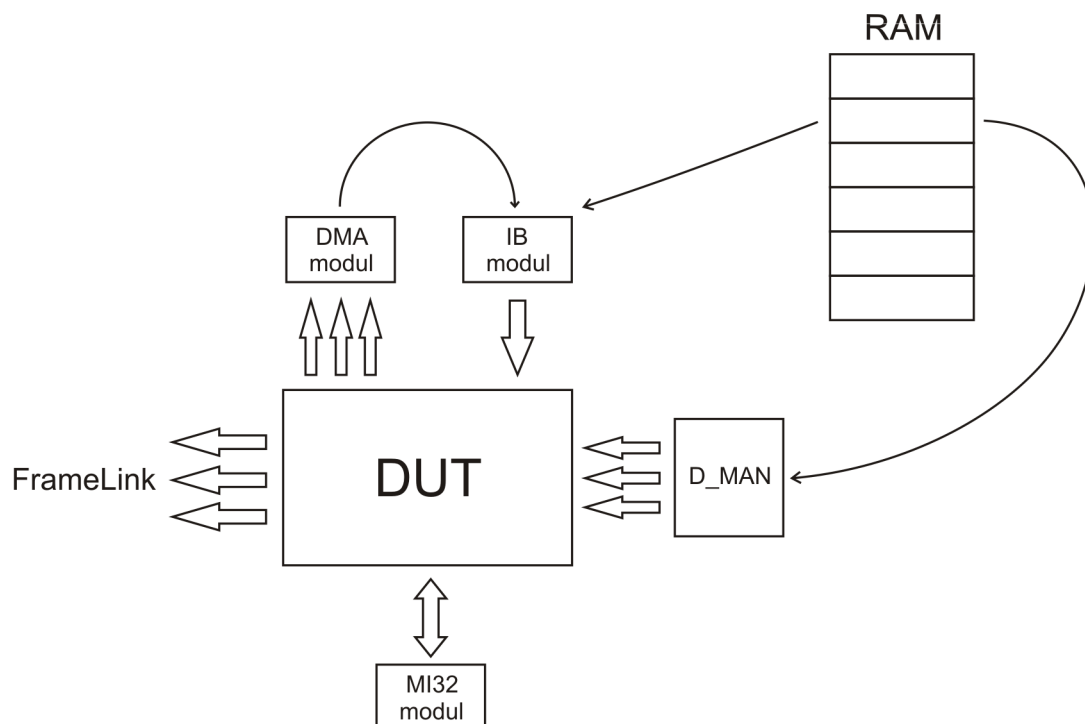 RAM
DMA
modul
IB
modul
FrameLink
DUT
D_MAN
MI32
modul